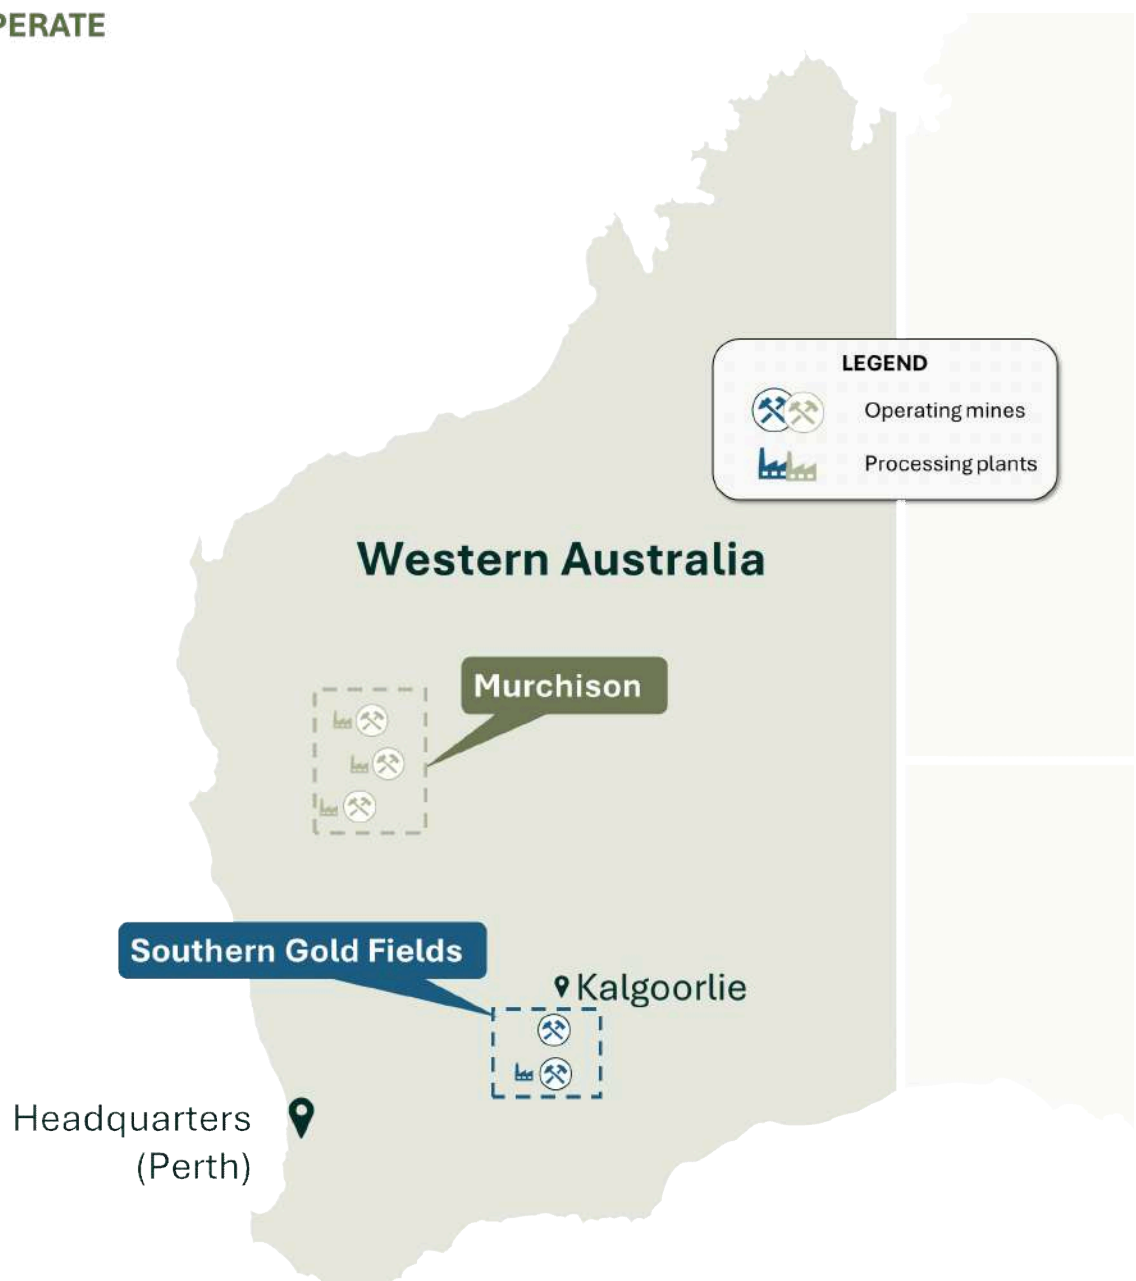 PERATE
LEGEND
Operating mines
Processing plants
Western Australia
Murchison
Southern Gold Fields
Kalgoorlie
Headquarters
(Perth)